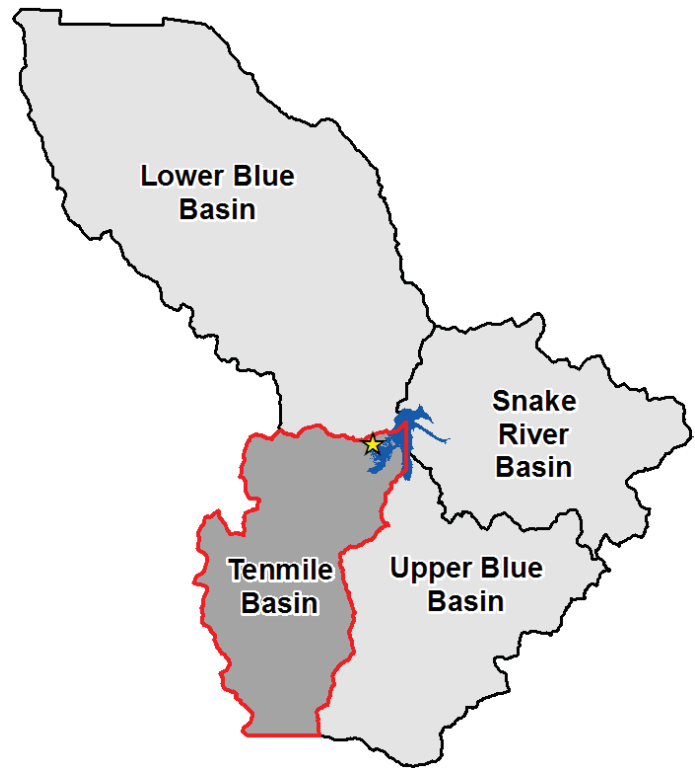 Lower Blue
Basin
Snake
River
Basin
Tenmile
Basin
Upper Blue
Basin